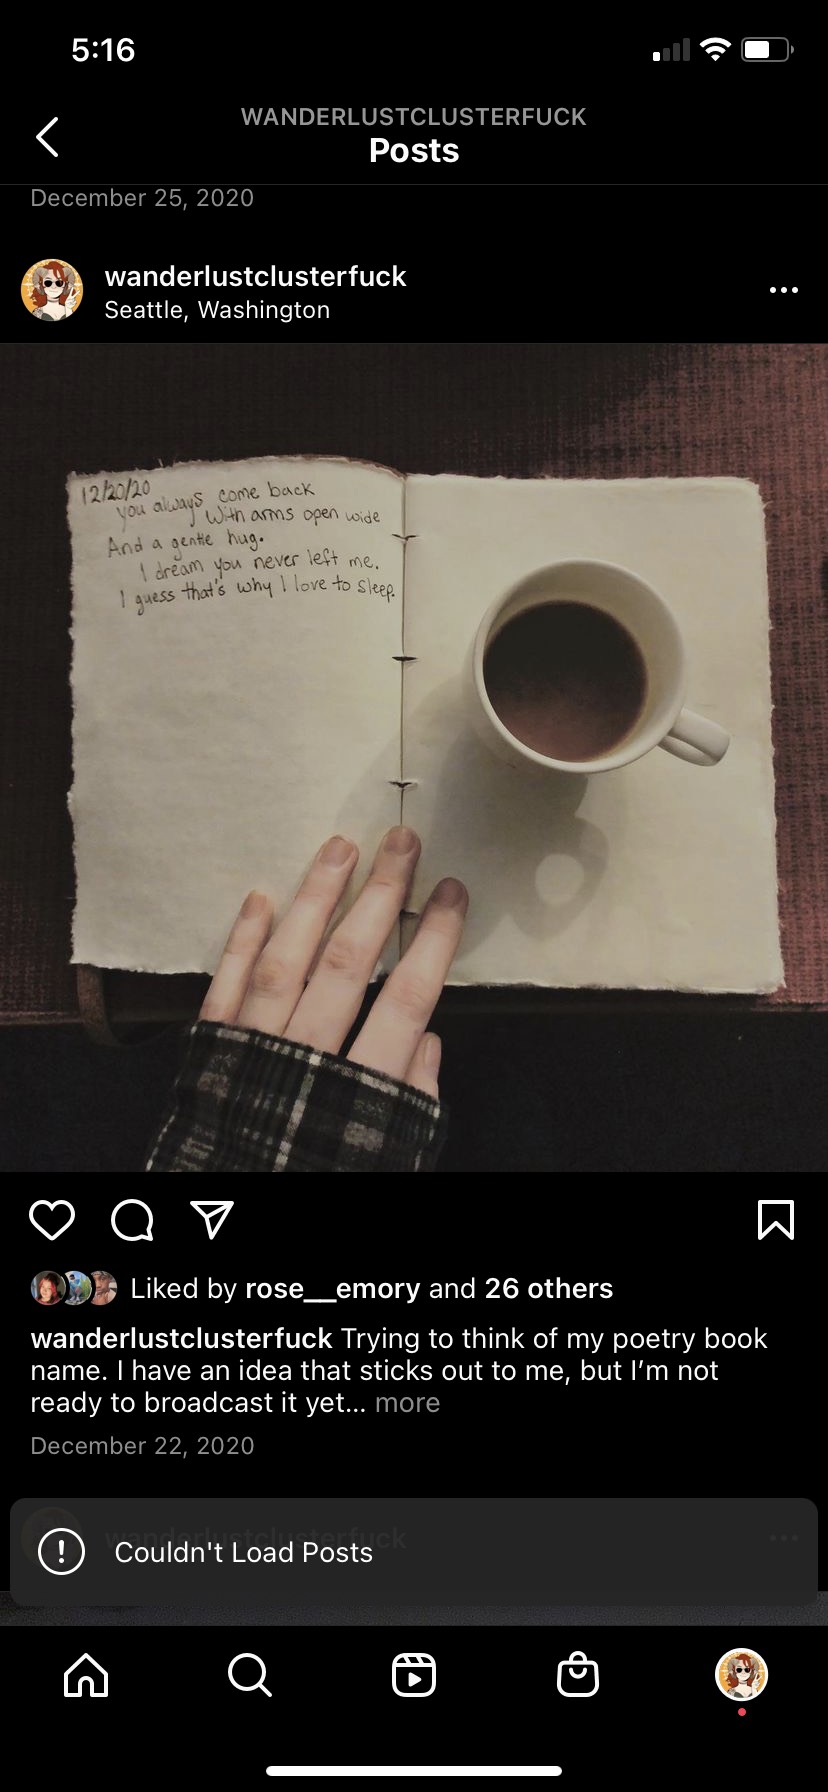 5:16
WANDERLUSTCLUSTERFUCK
Posts
December 25, 2020
wanderlustclusterfuck
Seattle, Washington
12/20/20
you always come back
With arms open wide
And a gentle hug.
I dream you never left me.
I guess that's why I love to sleep.
Liked by rose__emory and 26 others
wanderlustclusterfuck Trying to think of my poetry book
name. I have an idea that sticks out to me, but I’m not
ready to broadcast it yet... more
December 22, 2020
wanderlustclusterfuck
Couldn't Load Posts